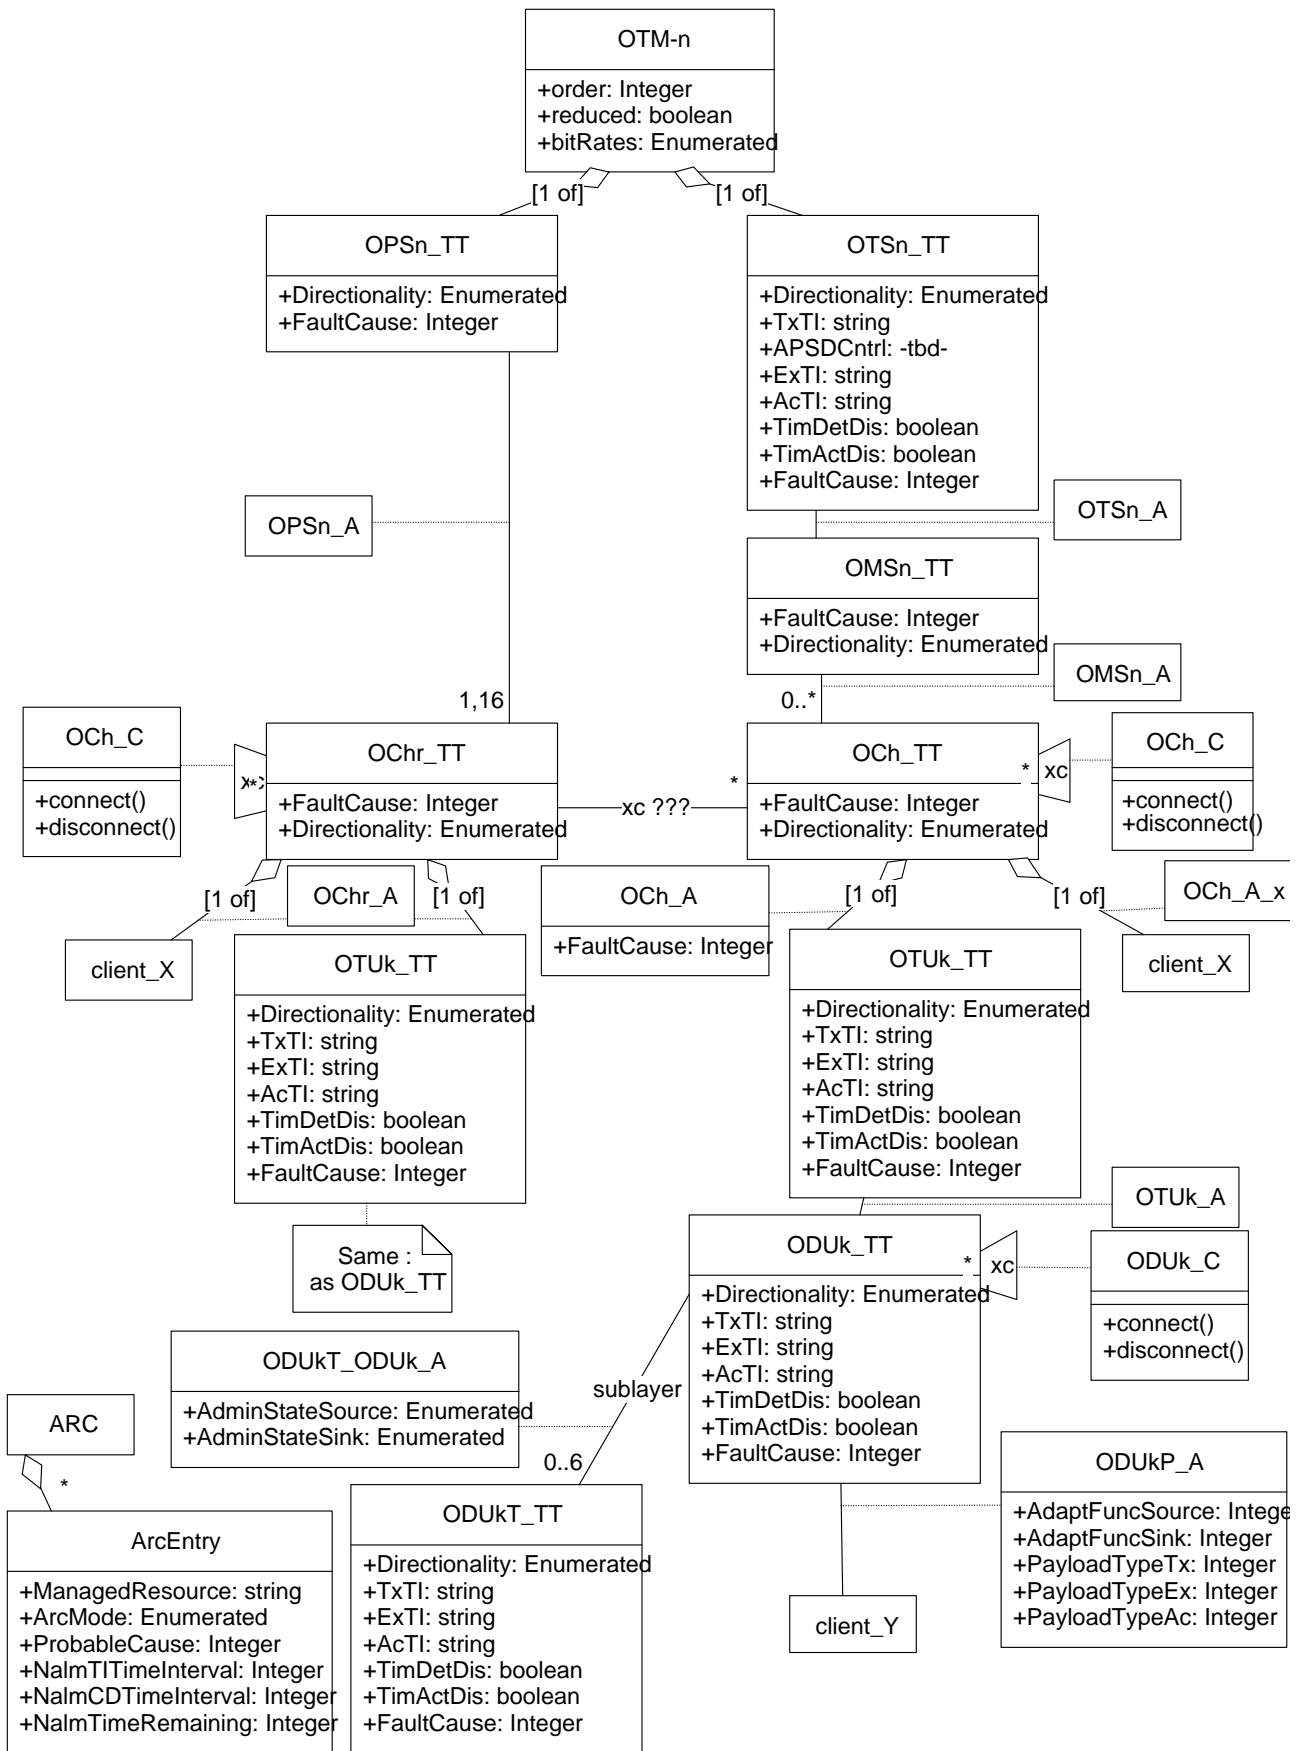 OTM-n
+order: Integer
+reduced: boolean
+bitRates: Enumerated
[1 of]
[1 of]
OPSn_TT
+Directionality: Enumerated
+FaultCause: Integer
OTSn_TT
+Directionality: Enumerated
+TxTI: string
+APSDCntrl: -tbd-
+ExTI: string
+AcTI: string
+TimDetDis: boolean
+TimActDis: boolean
+FaultCause: Integer
OPSn_A
OTSn_A
OMSn_TT
+FaultCause: Integer
+Directionality: Enumerated
OMSn_A
1,16
0..*
OCh_C
+connect()
+disconnect()
*
OChr_TT
+FaultCause: Integer
+Directionality: Enumerated
xc ???
*
OCh_TT
+FaultCause: Integer
+Directionality: Enumerated
*
xc
OCh_C
+connect()
+disconnect()
[1 of]
OChr_A
[1 of]
OCh_A
+FaultCause: Integer
[1 of]
[1 of]
OCh_A_x
client_X
OTUk_TT
+Directionality: Enumerated
+TxTI: string
+ExTI: string
+AcTI: string
+TimDetDis: boolean
+TimActDis: boolean
+FaultCause: Integer
OTUk_TT
+Directionality: Enumerated
+TxTI: string
+ExTI: string
+AcTI: string
+TimDetDis: boolean
+TimActDis: boolean
+FaultCause: Integer
client_X
OTUk_A
Same :
as ODUk_TT
ODUk_TT
+Directionality: Enumerated
+TxTI: string
+ExTI: string
+AcTI: string
+TimDetDis: boolean
+TimActDis: boolean
+FaultCause: Integer
*
xc
ODUk_C
+connect()
+disconnect()
ODUkT_ODUk_A
+AdminStateSource: Enumerated
+AdminStateSink: Enumerated
sublayer
0..6
ARC
*
ArcEntry
+ManagedResource: string
+ArcMode: Enumerated
+ProbableCause: Integer
+NalmTITimeInterval: Integer
+NalmCDTimeInterval: Integer
+NalmTimeRemaining: Integer
ODUkT_TT
+Directionality: Enumerated
+TxTI: string
+ExTI: string
+AcTI: string
+TimDetDis: boolean
+TimActDis: boolean
+FaultCause: Integer
ODUkP_A
+AdaptFuncSource: Intege
+AdaptFuncSink: Integer
+PayloadTypeTx: Integer
+PayloadTypeEx: Integer
+PayloadTypeAc: Integer
client_Y